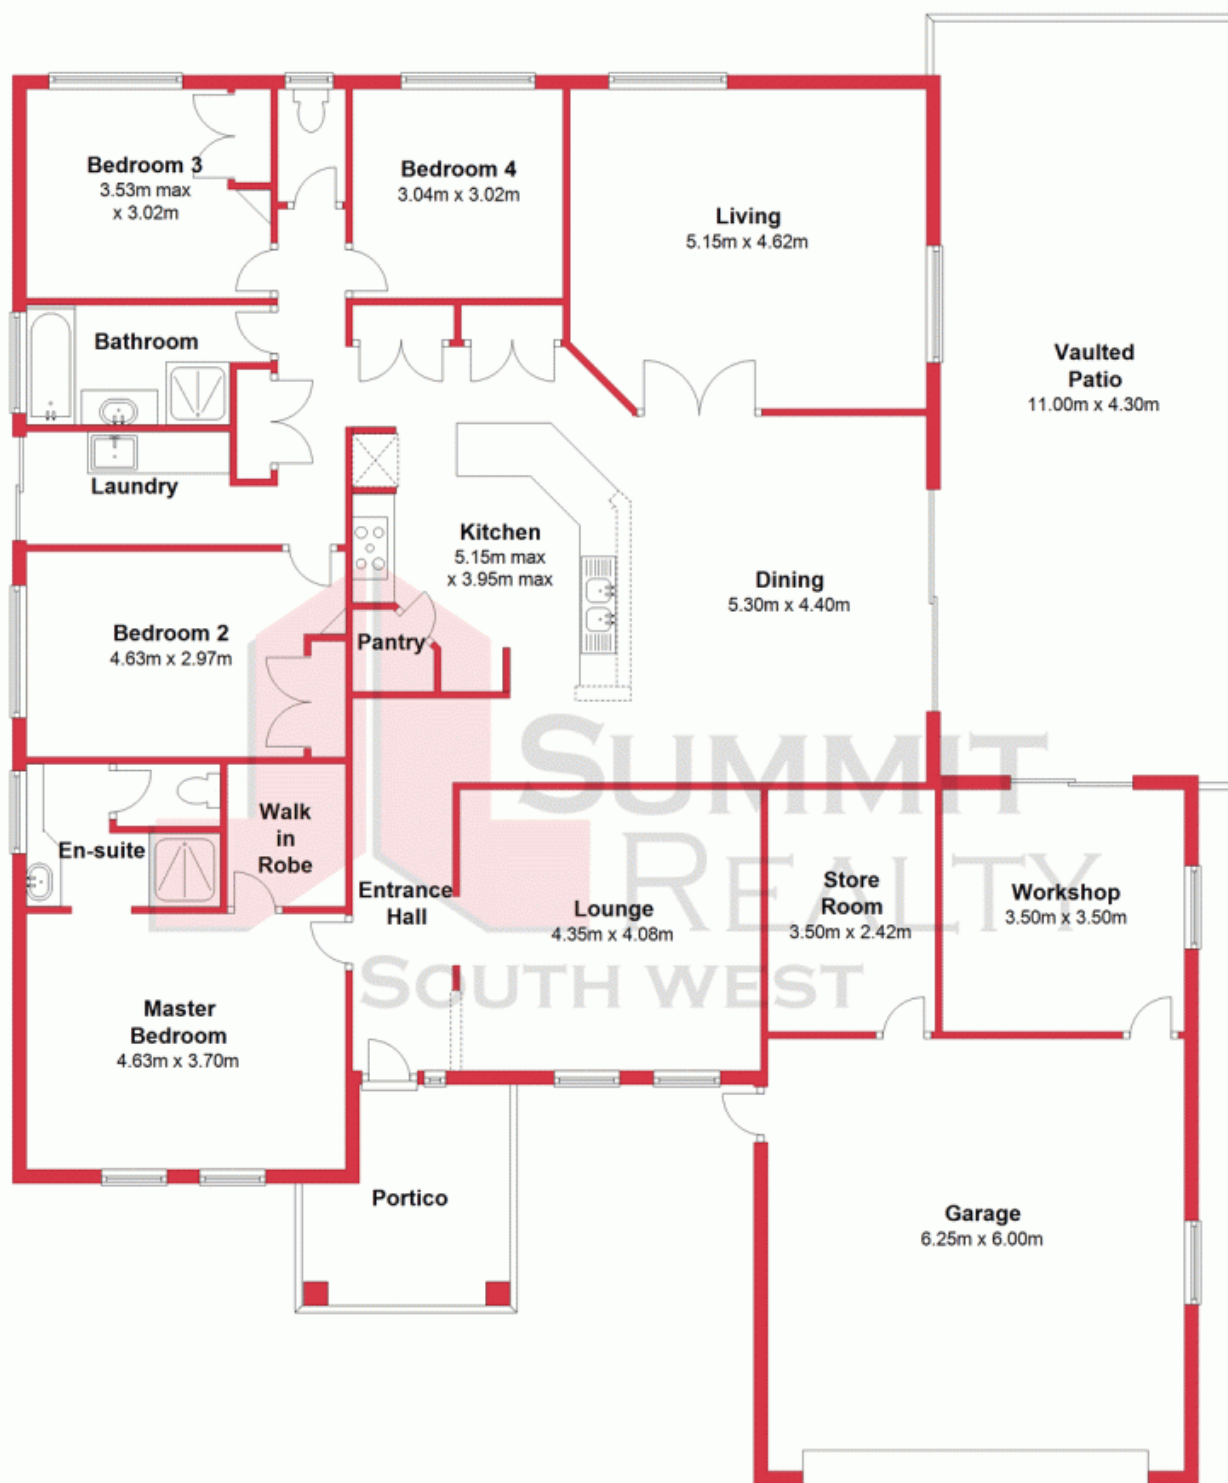 Bedroom 3
3.53m max
x 3.02m
Bedroom 4
3.04m x 3.02m
Living
5.15m x 4.62m
Bathroom
Vaulted
Patio
11.00m x 4.30m
Laundry
Kitchen
5.15m max
x 3.95m max
Dining
5.30m x 4.40m
Bedroom 2
4.63m x 2.97m
Pantry
SUMMIT
REALTY
SOUTH WEST
Walk
in
Robe
En-suite
Entrance
Hall
Lounge
4.35m x 4.08m
Store
Room
3.50m x 2.42m
Workshop
3.50m x 3.50m
Master
Bedroom
4.63m x 3.70m
Portico
Garage
6.25m x 6.00m